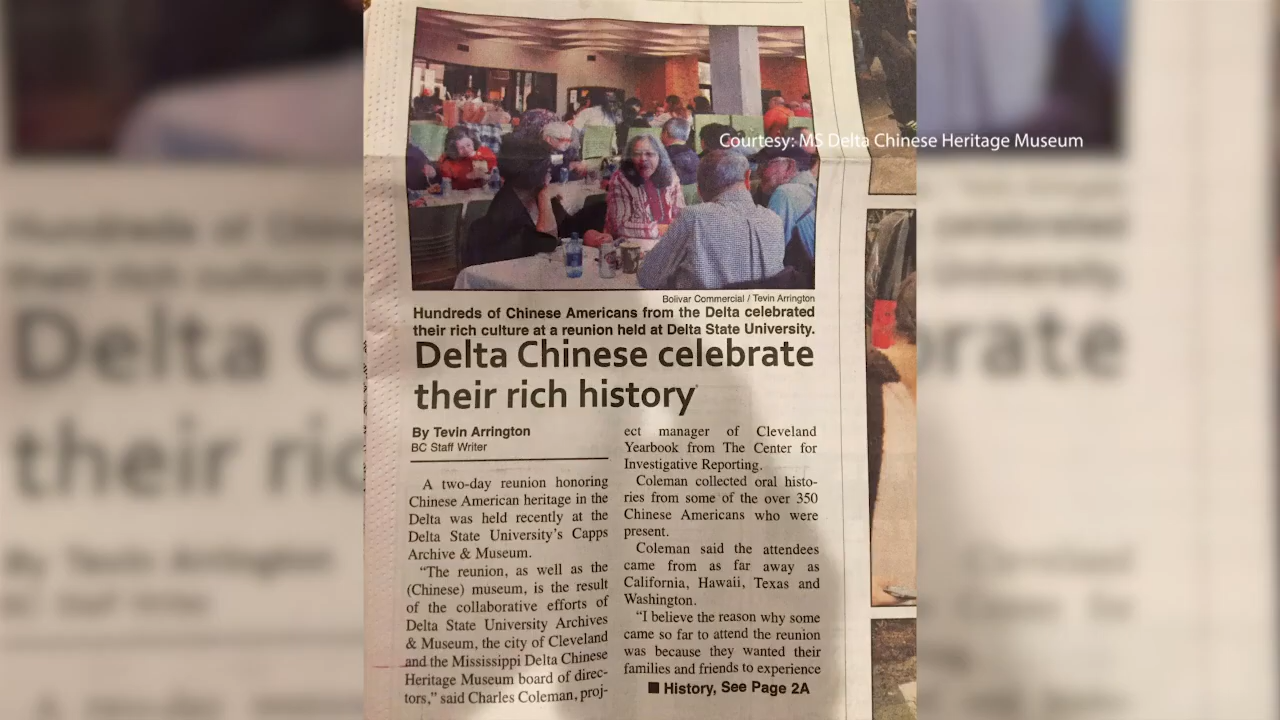 Courtesy: MS Delta Chinese Heritage Museum
Bolivar Commercial / Tevin Arrington
Hundreds of Chinese Americans from the Delta celebrated
their rich culture at a reunion held at Delta State University.
Delta Chinese celebrate
their rich history
By Tevin Arrington
BC Staff Writer
A two-day reunion honoring
Chinese American heritage in the
Delta was held recently at the
Delta State University's Capps
Archive & Museum.
“The reunion, as well as the
(Chinese) museum, is the result
of the collaborative efforts of
Delta State University Archives
& Museum, the city of Cleveland
and the Mississippi Delta Chinese
Heritage Museum board of direc-
tors,” said Charles Coleman, proj-
ect manager of Cleveland
Yearbook from The Center for
Investigative Reporting.
Coleman collected oral histo-
ries from some of the over 350
Chinese Americans who were
present.
Coleman said the attendees
came from as far away as
California, Hawaii, Texas and
Washington.
“I believe the reason why some
came so far to attend the reunion
was because they wanted their
families and friends to experience
■ History, See Page 2A